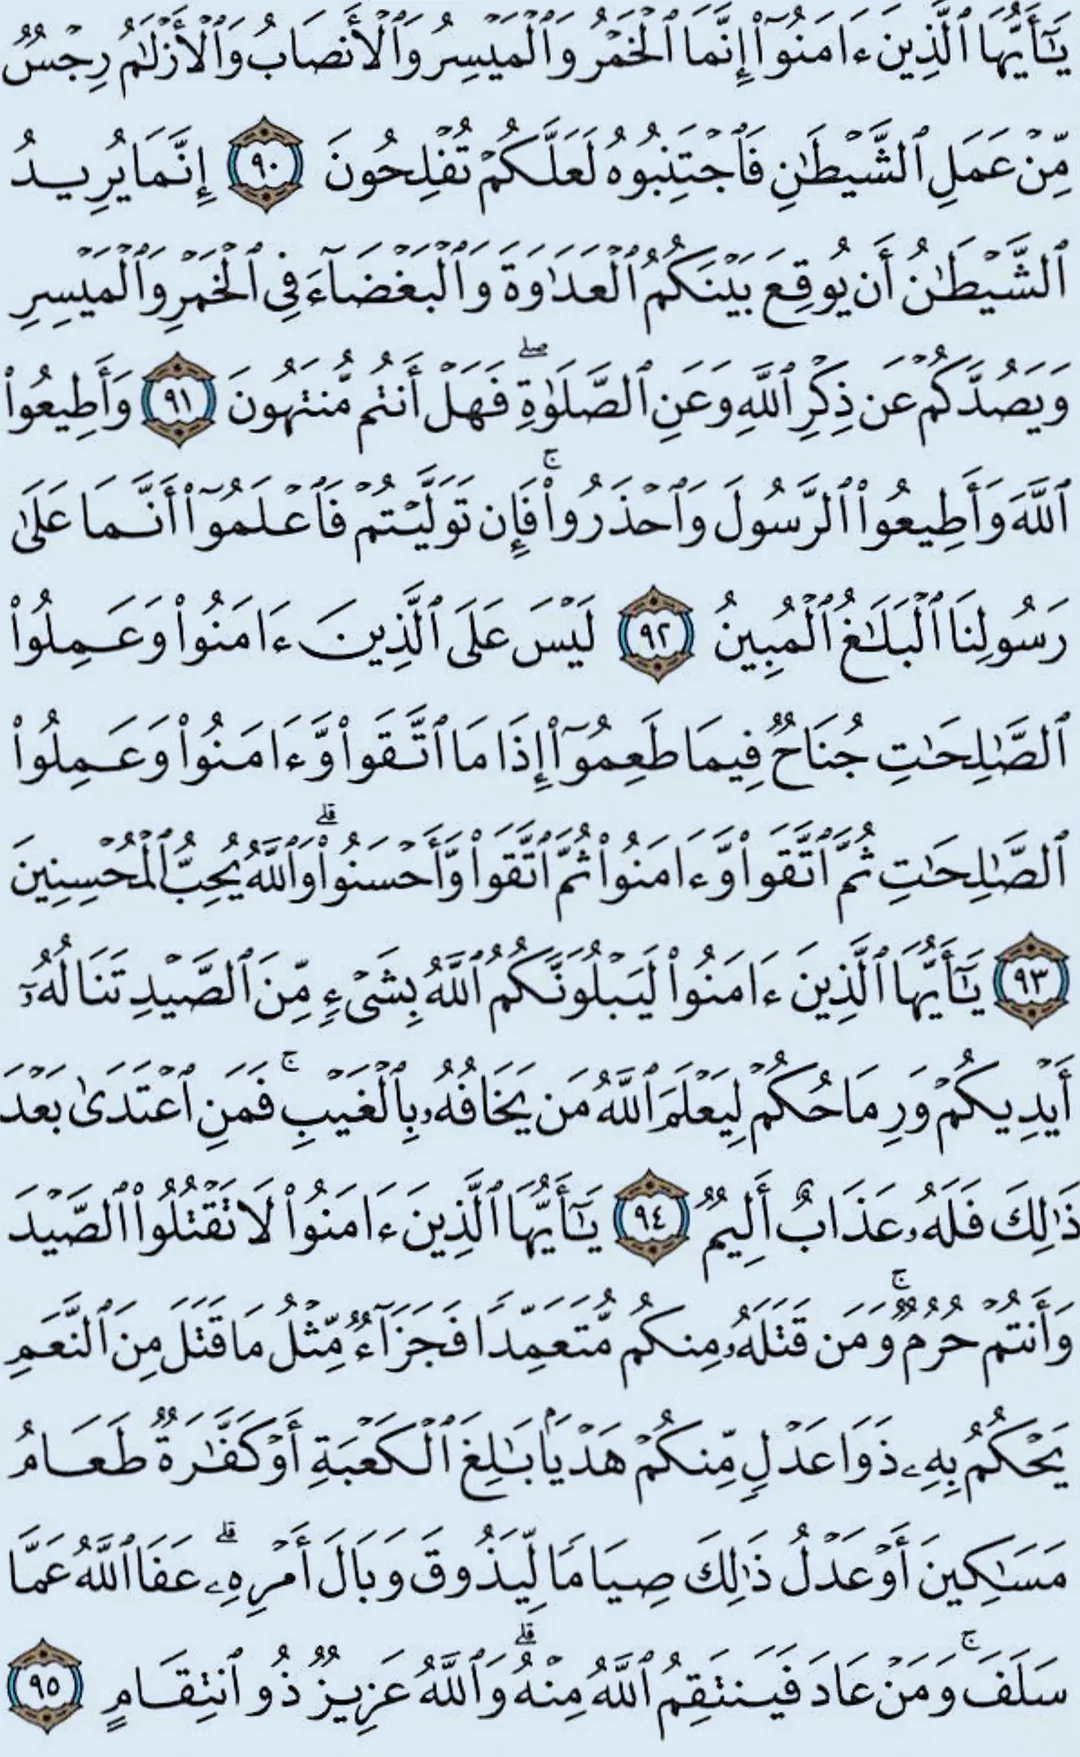 يَـٰٓأَيُّهَا ٱلَّذِينَ ءَامَنُوٓا۟ إِنَّمَا ٱلْخَمْرُ وَٱلْمَيْسِرُ وَٱلْأَنصَابُ وَٱلْأَزْلَـٰمُ رِجْسٌ
مِّنْ عَمَلِ ٱلشَّيْطَـٰنِ فَٱجْتَنِبُوهُ لَعَلَّكُمْ تُفْلِحُونَ ٩٠ إِنَّمَا يُرِيدُ
ٱلشَّيْطَـٰنُ أَن يُوقِعَ بَيْنَكُمُ ٱلْعَدَٰوَةَ وَٱلْبَغْضَآءَ فِى ٱلْخَمْرِ وَٱلْمَيْسِرِ
وَيَصُدَّكُمْ عَن ذِكْرِ ٱللَّهِ وَعَنِ ٱلصَّلَوٰةِ ۖ فَهَلْ أَنتُم مُّنتَهُونَ ٩١ وَأَطِيعُوا۟
ٱللَّهَ وَأَطِيعُوا۟ ٱلرَّسُولَ وَٱحْذَرُوا۟ ۚ فَإِن تَوَلَّيْتُمْ فَٱعْلَمُوٓا۟ أَنَّمَا عَلَىٰ
رَسُولِنَا ٱلْبَلَـٰغُ ٱلْمُبِينُ ٩٢ لَيْسَ عَلَى ٱلَّذِينَ ءَامَنُوا۟ وَعَمِلُوا۟
ٱلصَّـٰلِحَـٰتِ جُنَاحٌ فِيمَا طَعِمُوٓا۟ إِذَا مَا ٱتَّقَوا۟ وَّءَامَنُوا۟ وَعَمِلُوا۟
ٱلصَّـٰلِحَـٰتِ ثُمَّ ٱتَّقَوا۟ وَّءَامَنُوا۟ ثُمَّ ٱتَّقَوا۟ وَّأَحْسَنُوا۟ ۗ وَٱللَّهُ يُحِبُّ ٱلْمُحْسِنِينَ
٩٣ يَـٰٓأَيُّهَا ٱلَّذِينَ ءَامَنُوا۟ لَيَبْلُوَنَّكُمُ ٱللَّهُ بِشَىْءٍ مِّنَ ٱلصَّيْدِ تَنَالُهُۥٓ
أَيْدِيكُمْ وَرِمَاحُكُمْ لِيَعْلَمَ ٱللَّهُ مَن يَخَافُهُۥ بِٱلْغَيْبِ ۚ فَمَنِ ٱعْتَدَىٰ بَعْدَ
ذَٰلِكَ فَلَهُۥ عَذَابٌ أَلِيمٌ ٩٤ يَـٰٓأَيُّهَا ٱلَّذِينَ ءَامَنُوا۟ لَا تَقْتُلُوا۟ ٱلصَّيْدَ
وَأَنتُمْ حُرُمٌ ۚ وَمَن قَتَلَهُۥ مِنكُم مُّتَعَمِّدًا فَجَزَآءٌ مِّثْلُ مَا قَتَلَ مِنَ ٱلنَّعَمِ
يَحْكُمُ بِهِۦ ذَوَا عَدْلٍ مِّنكُمْ هَدْيًۢا بَـٰلِغَ ٱلْكَعْبَةِ أَوْ كَفَّـٰرَةٌ طَعَامُ
مَسَـٰكِينَ أَوْ عَدْلُ ذَٰلِكَ صِيَامًا لِّيَذُوقَ وَبَالَ أَمْرِهِۦ ۗ عَفَا ٱللَّهُ عَمَّا
سَلَفَ ۚ وَمَنْ عَادَ فَيَنتَقِمُ ٱللَّهُ مِنْهُ ۗ وَٱللَّهُ عَزِيزٌ ذُو ٱنتِقَامٍ ٩٥